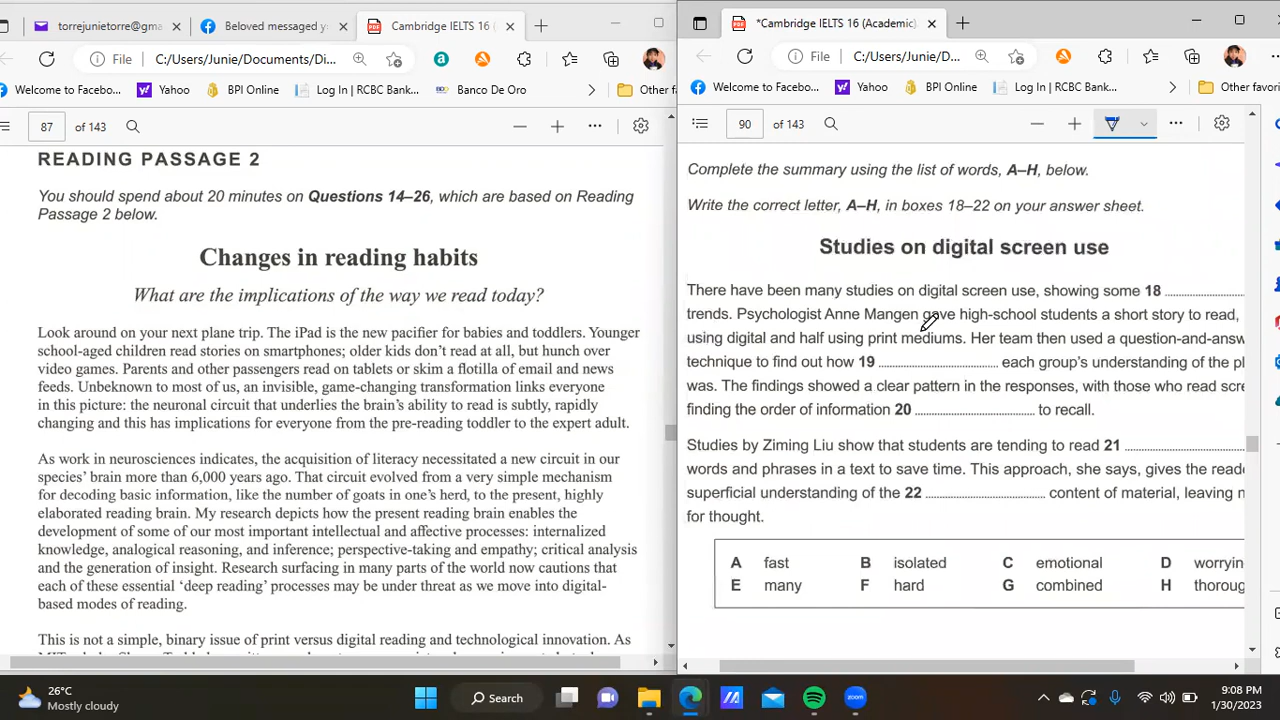 torrejunietorre@gma
Beloved messaged y
Cambridge IELTS 16 (Academic)
*Cambridge IELTS 16 (Academic)
File
C:/Users/Junie/Documents/Di...
File
C:/Users/Junie/D...
Welcome to Facebo...
Yahoo
BPI Online
Log In | RCBC Bank...
Banco De Oro
Other f
Welcome to Facebo...
Yahoo
BPI Online
Log In | RCBC Bank...
Other favor
87 of 143
90 of 143
READING PASSAGE 2
You should spend about 20 minutes on Questions 14–26, which are based on Reading
Passage 2 below.
Changes in reading habits
What are the implications of the way we read today?
Look around on your next plane trip. The iPad is the new pacifier for babies and toddlers. Younger
school-aged children read stories on smartphones; older kids don't read at all, but hunch over
video games. Parents and other passengers read on tablets or skim a flotilla of email and news
feeds. Unbeknown to most of us, an invisible, game-changing transformation links everyone
in this picture: the neuronal circuit that underlies the brain's ability to read is subtly, rapidly
changing and this has implications for everyone from the pre-reading toddler to the expert adult.
As work in neurosciences indicates, the acquisition of literacy necessitated a new circuit in our
species' brain more than 6,000 years ago. That circuit evolved from a very simple mechanism
for decoding basic information, like the number of goats in one's herd, to the present, highly
elaborated reading brain. My research depicts how the present reading brain enables the
development of some of our most important intellectual and affective processes: internalized
knowledge, analogical reasoning, and inference; perspective-taking and empathy; critical analysis
and the generation of insight. Research surfacing in many parts of the world now cautions that
each of these essential 'deep reading' processes may be under threat as we move into digital-
based modes of reading.
This is not a simple, binary issue of print versus digital reading and technological innovation. As
Complete the summary using the list of words, A–H, below.
Write the correct letter, A–H, in boxes 18–22 on your answer sheet.
Studies on digital screen use
There have been many studies on digital screen use, showing some 18 ....................
trends. Psychologist Anne Mangen gave high-school students a short story to read,
using digital and half using print mediums. Her team then used a question-and-answ
technique to find out how 19 .............................. each group's understanding of the pl
was. The findings showed a clear pattern in the responses, with those who read scre
finding the order of information 20 .............................. to recall.
Studies by Ziming Liu show that students are tending to read 21 ..............................
words and phrases in a text to save time. This approach, she says, gives the reade
superficial understanding of the 22 .............................. content of material, leaving n
for thought.
A fast B isolated C emotional D worryin
E many F hard G combined H thoroug
26°C
Mostly cloudy
Search
9:08 PM
1/30/2023